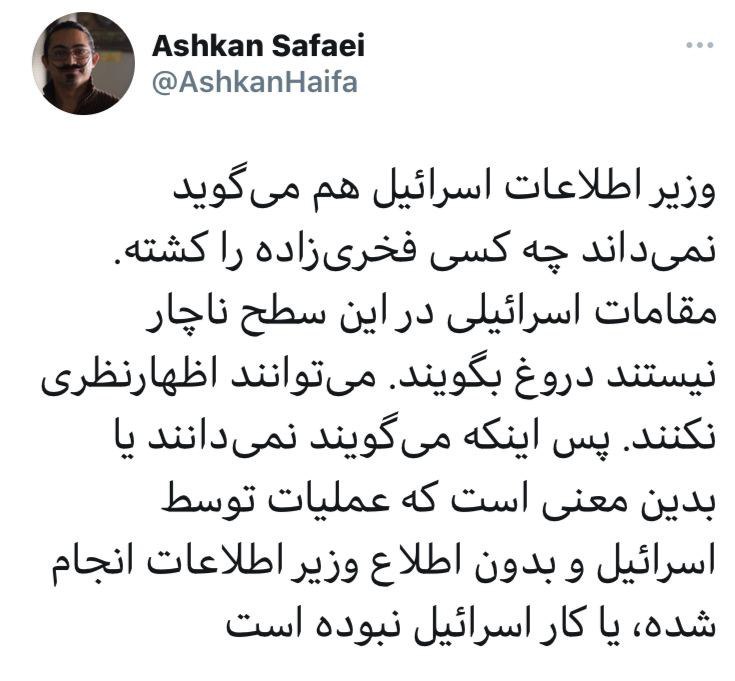 Ashkan Safaei
@AshkanHaifa
وزیر اطلاعات اسرائیل هم می‌گوید
نمی‌داند چه کسی فخری‌زاده را کشته.
مقامات اسرائیلی در این سطح ناچار
نیستند دروغ بگویند. می‌توانند اظهارنظری
نکنند. پس اینکه می‌گویند نمی‌دانند یا
بدین معنی است که عملیات توسط
اسرائیل و بدون اطلاع وزیر اطلاعات انجام
شده، یا کار اسرائیل نبوده است